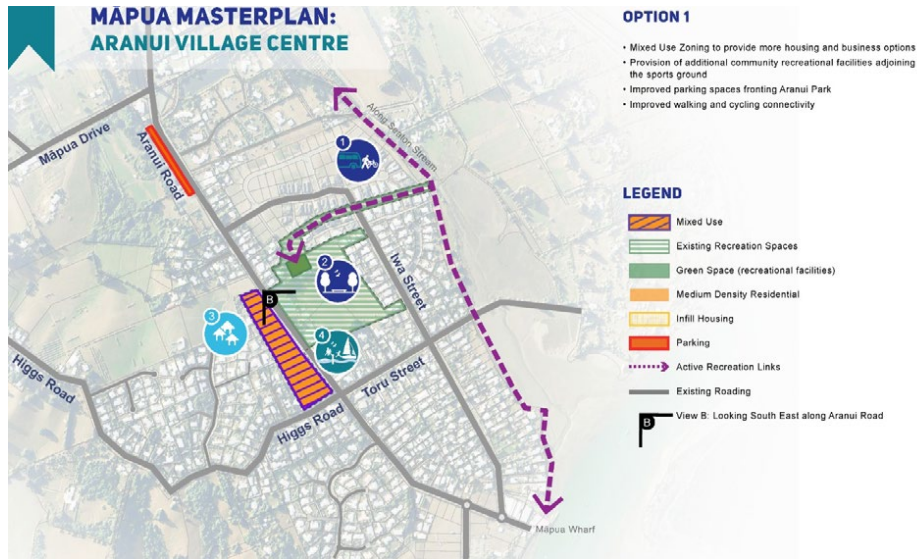 MĀPUA MASTERPLAN:
ARANUI VILLAGE CENTRE
OPTION 1
• Mixed Use Zoning to provide more housing and business options
• Provision of additional community recreational facilities adjoining
the sports ground
• Improved parking spaces fronting Aranui Park
• Improved walking and cycling connectivity
Māpua Drive
Aranui Road
Along Seaton Stream
1
2
Iwa Street
B
3
4
Higgs Road
Toru Street
Higgs Road
Māpua Wharf
LEGEND
Mixed Use
Existing Recreation Spaces
Green Space (recreational facilities)
Medium Density Residential
Infill Housing
Parking
Active Recreation Links
Existing Roading
B
View B: Looking South East along Aranui Road